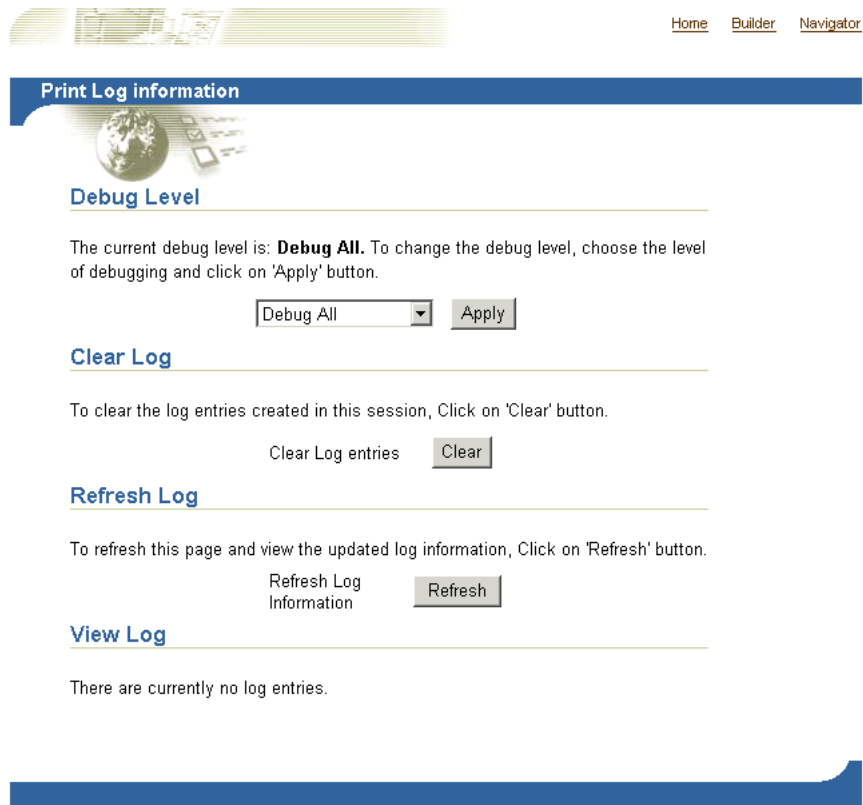 Home Builder Navigator
Print Log information
Debug Level
The current debug level is: Debug All. To change the debug level, choose the level
of debugging and click on 'Apply' button.
Debug All Apply
Clear Log
To clear the log entries created in this session, Click on 'Clear' button.
Clear Log entries Clear
Refresh Log
To refresh this page and view the updated log information, Click on 'Refresh' button.
Refresh Log
Information
Refresh
View Log
There are currently no log entries.